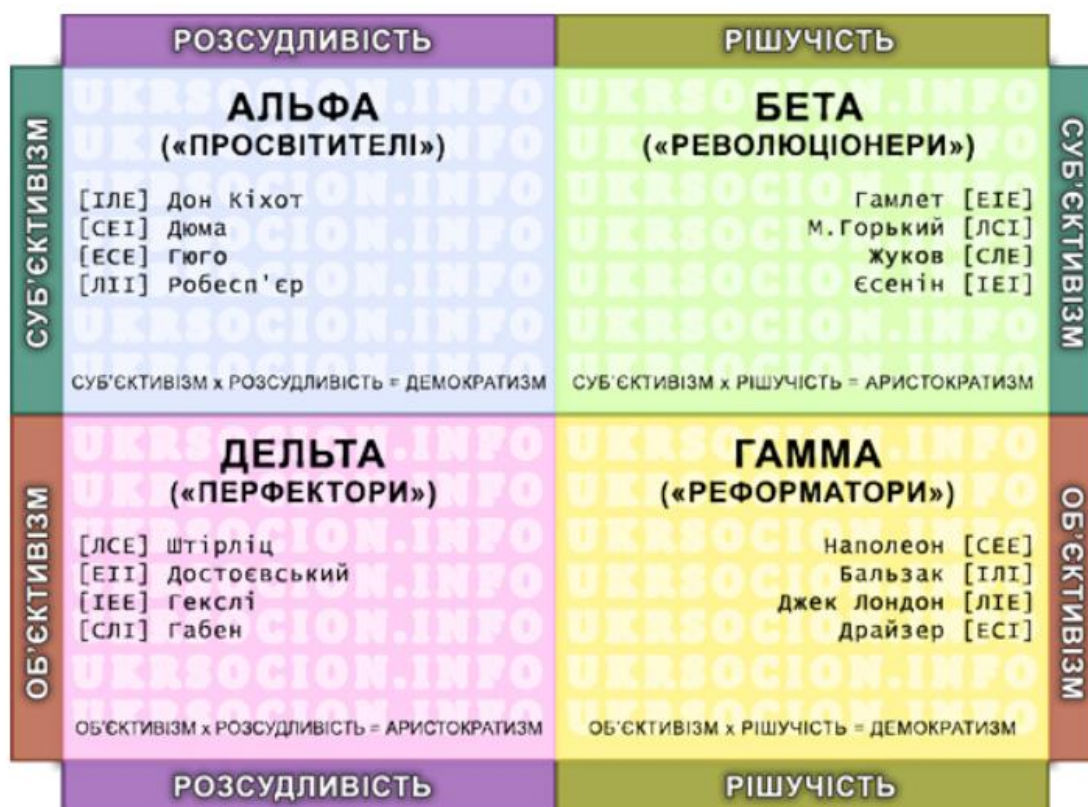 РОЗСУДЛИВІСТЬ
РІШУЧІСТЬ
СУБ'ЄКТИВІЗМ
АЛЬФА
(«ПРОСВІТИТЕЛІ»)
[ІЛЕ] Дон Кіхот
[СЕІ] Дюма
[ЕСЕ] Гюго
[ЛІІ] Робесп'єр
СУБ'ЄКТИВІЗМ х РОЗСУДЛИВІСТЬ = ДЕМОКРАТИЗМ
БЕТА
(«РЕВОЛЮЦІОНЕРИ»)
Гамлет [ЕІЕ]
М.Горький [ЛСІ]
Жуков [СЛЕ]
Єсенін [ІЕІ]
СУБ'ЄКТИВІЗМ х РІШУЧІСТЬ = АРИСТОКРАТИЗМ
СУБ'ЄКТИВІЗМ
ОБ'ЄКТИВІЗМ
ДЕЛЬТА
(«ПЕРФЕКТОРИ»)
[ЛСЕ] Штірліц
[ЕІІ] Достоєвський
[ІЕЕ] Гекслі
[СЛІ] Габен
ОБ'ЄКТИВІЗМ х РОЗСУДЛИВІСТЬ = АРИСТОКРАТИЗМ
ГАММА
(«РЕФОРМАТОРИ»)
Наполеон [СЕЕ]
Бальзак [ІЛІ]
Джек Лондон [ЛІЕ]
Драйзер [ЕСІ]
ОБ'ЄКТИВІЗМ х РІШУЧІСТЬ = ДЕМОКРАТИЗМ
ОБ'ЄКТИВІЗМ
РОЗСУДЛИВІСТЬ
РІШУЧІСТЬ
UKRSOCION.INFO